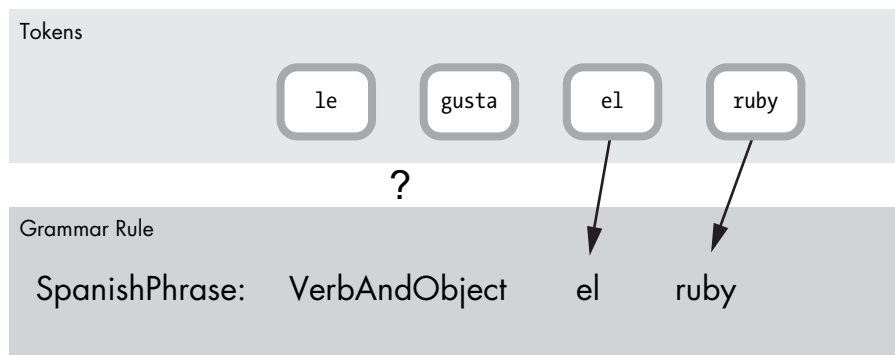 Tokens
le gusta el ruby
?
Grammar Rule
SpanishPhrase: VerbAndObject el ruby